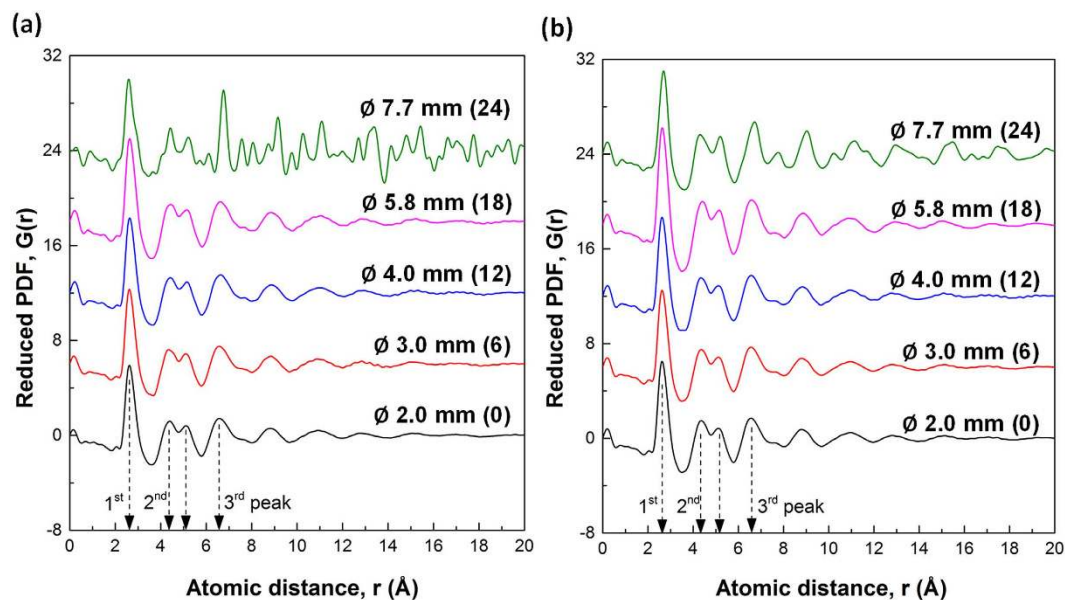 (a)
Reduced PDF, G(r)
32
24
16
8
0
-8
Ø 7.7 mm (24)
Ø 5.8 mm (18)
Ø 4.0 mm (12)
Ø 3.0 mm (6)
Ø 2.0 mm (0)
1st 2nd 3rd peak
0 2 4 6 8 10 12 14 16 18 20
Atomic distance, r (Å)
(b)
Reduced PDF, G(r)
32
24
16
8
0
-8
Ø 7.7 mm (24)
Ø 5.8 mm (18)
Ø 4.0 mm (12)
Ø 3.0 mm (6)
Ø 2.0 mm (0)
1st 2nd 3rd peak
0 2 4 6 8 10 12 14 16 18 20
Atomic distance, r (Å)